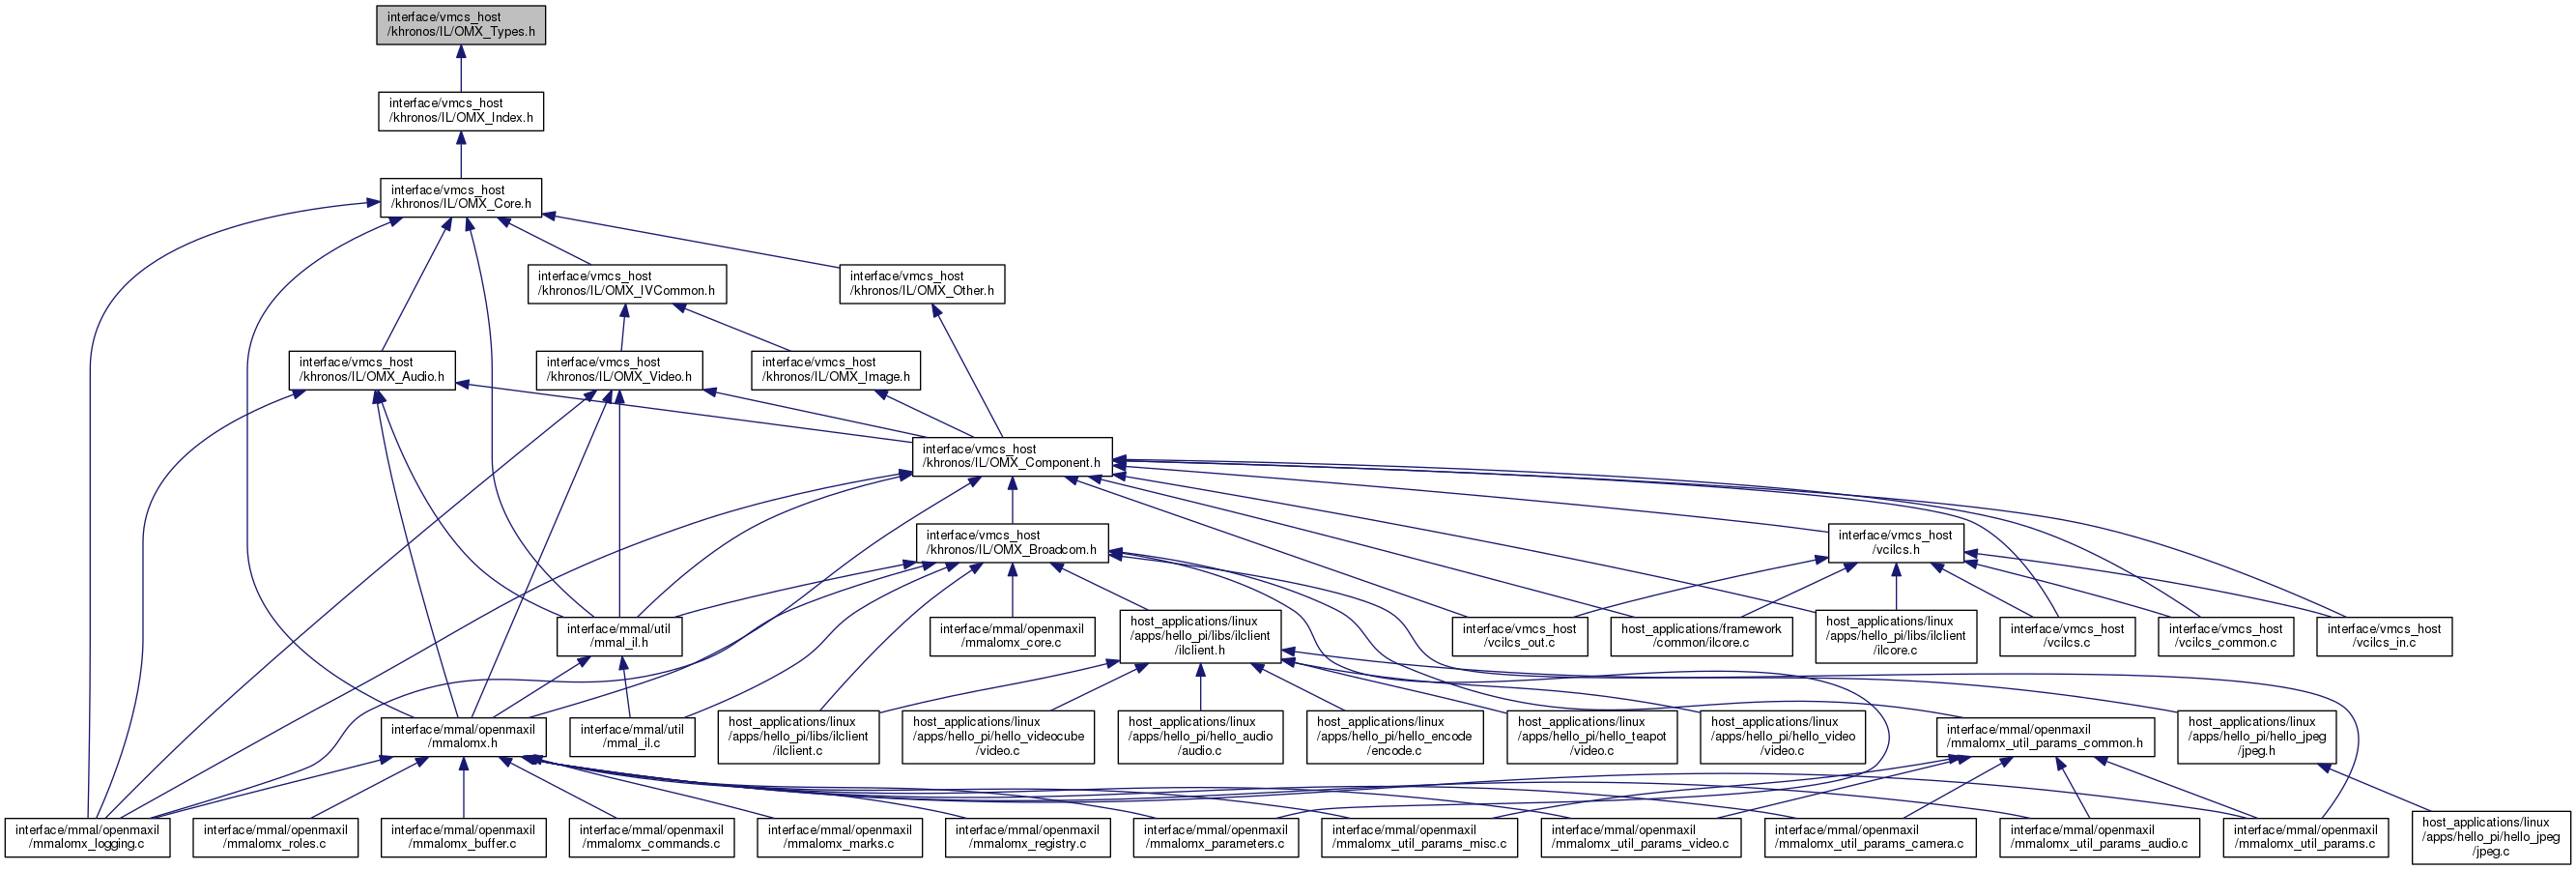 interface/vmcs_host
/khronos/IL/OMX_Types.h
interface/vmcs_host
/khronos/IL/OMX_Index.h
interface/vmcs_host
/khronos/IL/OMX_Core.h
interface/vmcs_host
/khronos/IL/OMX_IVCommon.h
interface/vmcs_host
/khronos/IL/OMX_Other.h
interface/vmcs_host
/khronos/IL/OMX_Audio.h
interface/vmcs_host
/khronos/IL/OMX_Video.h
interface/vmcs_host
/khronos/IL/OMX_Image.h
interface/vmcs_host
/khronos/IL/OMX_Component.h
interface/vmcs_host
/khronos/IL/OMX_Broadcom.h
interface/vmcs_host
/vcilcs.h
interface/mmal/util
/mmal_il.h
interface/mmal/openmaxil
/mmalomx_core.c
host_applications/linux
/apps/hello_pi/libs/ilclient
/ilclient.h
interface/vmcs_host
/vcilcs_out.c
host_applications/framework
/common/ilcore.c
host_applications/linux
/apps/hello_pi/libs/ilclient
/ilcore.c
interface/vmcs_host
/vcilcs.c
interface/vmcs_host
/vcilcs_common.c
interface/vmcs_host
/vcilcs_in.c
interface/mmal/openmaxil
/mmalomx.h
interface/mmal/util
/mmal_il.c
host_applications/linux
/apps/hello_pi/libs/ilclient
/ilclient.c
host_applications/linux
/apps/hello_pi/hello_videocube
/video.c
host_applications/linux
/apps/hello_pi/hello_audio
/audio.c
host_applications/linux
/apps/hello_pi/hello_encode
/encode.c
host_applications/linux
/apps/hello_pi/hello_teapot
/video.c
host_applications/linux
/apps/hello_pi/hello_video
/video.c
interface/mmal/openmaxil
/mmalomx_util_params_common.h
host_applications/linux
/apps/hello_pi/hello_jpeg
/jpeg.h
interface/mmal/openmaxil
/mmalomx_logging.c
interface/mmal/openmaxil
/mmalomx_roles.c
interface/mmal/openmaxil
/mmalomx_buffer.c
interface/mmal/openmaxil
/mmalomx_commands.c
interface/mmal/openmaxil
/mmalomx_marks.c
interface/mmal/openmaxil
/mmalomx_registry.c
interface/mmal/openmaxil
/mmalomx_parameters.c
interface/mmal/openmaxil
/mmalomx_util_params_misc.c
interface/mmal/openmaxil
/mmalomx_util_params_video.c
interface/mmal/openmaxil
/mmalomx_util_params_camera.c
interface/mmal/openmaxil
/mmalomx_util_params_audio.c
interface/mmal/openmaxil
/mmalomx_util_params.c
host_applications/linux
/apps/hello_pi/hello_jpeg
/jpeg.c